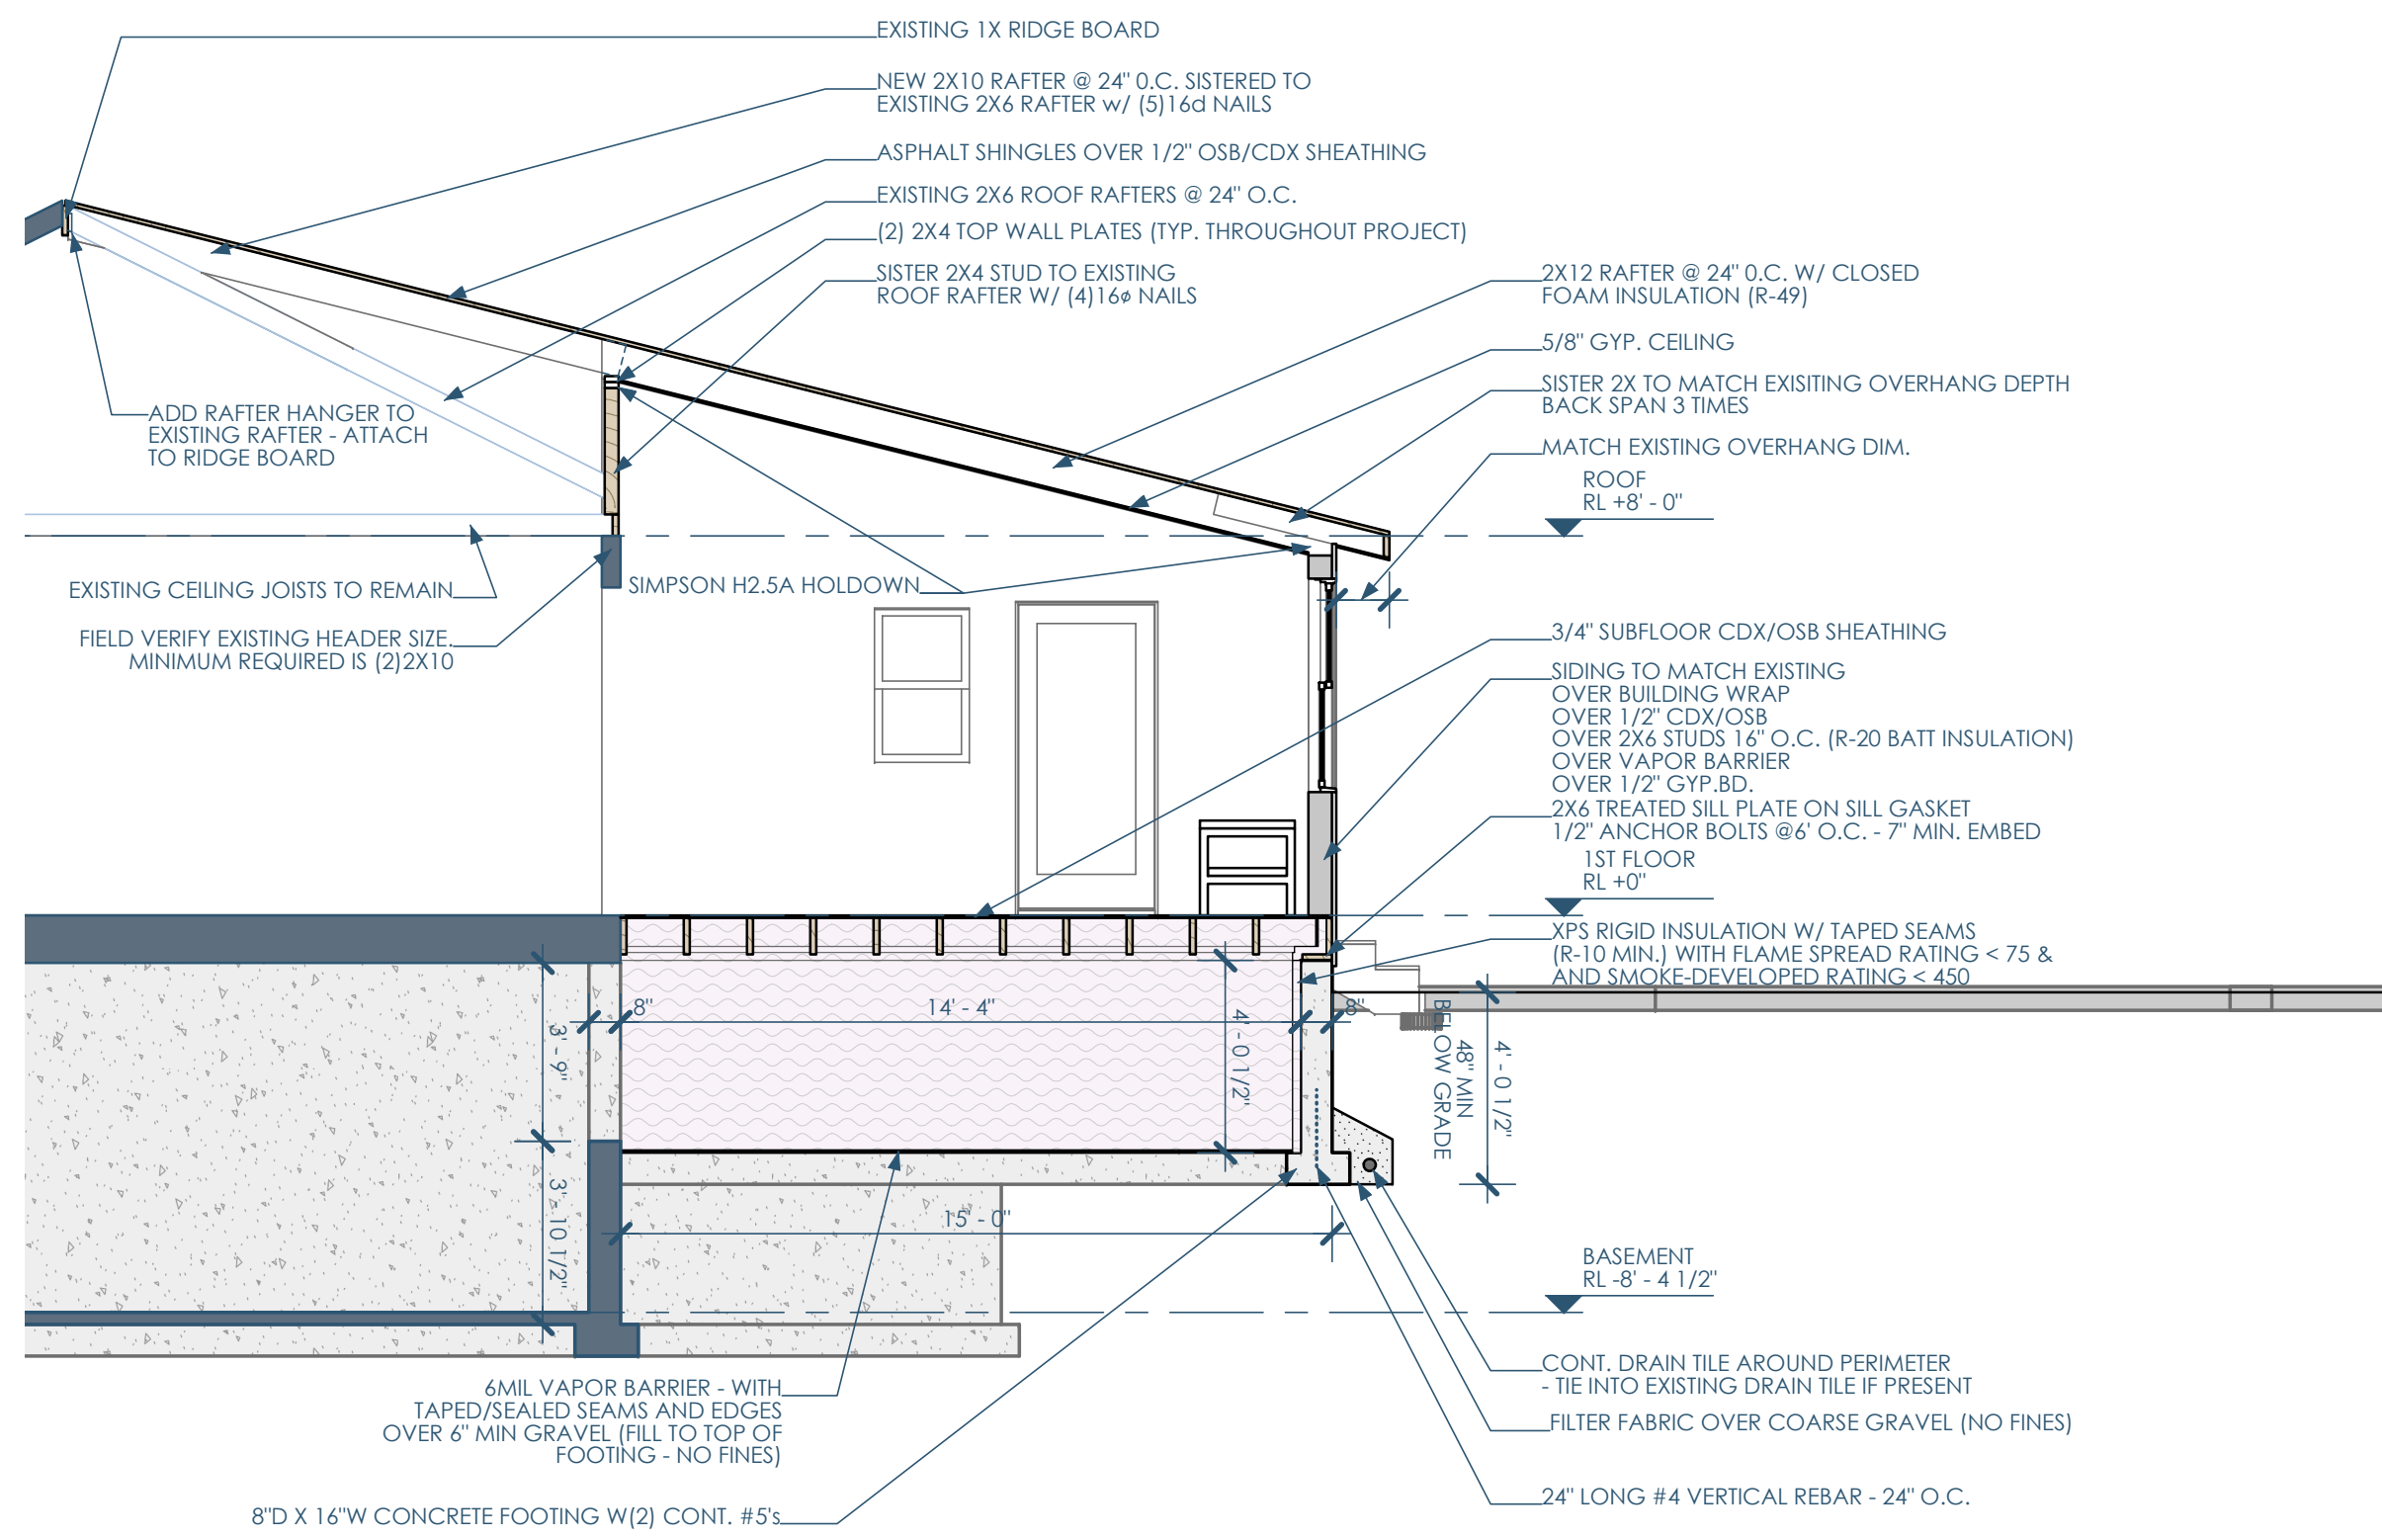 EXISTING 1X RIDGE BOARD
NEW 2X10 RAFTER @ 24" 0.C. SISTERED TO
EXISTING 2X6 RAFTER w/ (5)16d NAILS
ASPHALT SHINGLES OVER 1/2" OSB/CDX SHEATHING
EXISTING 2X6 ROOF RAFTERS @ 24" O.C.
(2) 2X4 TOP WALL PLATES (TYP. THROUGHOUT PROJECT)
SISTER 2X4 STUD TO EXISTING
ROOF RAFTER W/ (4)16ø NAILS
2X12 RAFTER @ 24" 0.C. W/ CLOSED
FOAM INSULATION (R-49)
5/8" GYP. CEILING
SISTER 2X TO MATCH EXISITING OVERHANG DEPTH
BACK SPAN 3 TIMES
MATCH EXISTING OVERHANG DIM.
ROOF
RL +8' - 0"
ADD RAFTER HANGER TO
EXISTING RAFTER - ATTACH
TO RIDGE BOARD
EXISTING CEILING JOISTS TO REMAIN
SIMPSON H2.5A HOLDOWN
FIELD VERIFY EXISTING HEADER SIZE.
MINIMUM REQUIRED IS (2)2X10
3/4" SUBFLOOR CDX/OSB SHEATHING
SIDING TO MATCH EXISTING
OVER BUILDING WRAP
OVER 1/2" CDX/OSB
OVER 2X6 STUDS 16" O.C. (R-20 BATT INSULATION)
OVER VAPOR BARRIER
OVER 1/2" GYP.BD.
2X6 TREATED SILL PLATE ON SILL GASKET
1/2" ANCHOR BOLTS @6' O.C. - 7" MIN. EMBED
1ST FLOOR
RL +0"
XPS RIGID INSULATION W/ TAPED SEAMS
(R-10 MIN.) WITH FLAME SPREAD RATING < 75 &
AND SMOKE-DEVELOPED RATING < 450
8"
14' - 4"
8"
3' - 9"
4' - 0 1/2"
4' - 0 1/2"
48" MIN
BELOW GRADE
3' - 10 1/2"
15' - 0"
BASEMENT
RL -8' - 4 1/2"
CONT. DRAIN TILE AROUND PERIMETER
- TIE INTO EXISTING DRAIN TILE IF PRESENT
FILTER FABRIC OVER COARSE GRAVEL (NO FINES)
6MIL VAPOR BARRIER - WITH
TAPED/SEALED SEAMS AND EDGES
OVER 6" MIN GRAVEL (FILL TO TOP OF
FOOTING - NO FINES)
24" LONG #4 VERTICAL REBAR - 24" O.C.
8"D X 16"W CONCRETE FOOTING W(2) CONT. #5's